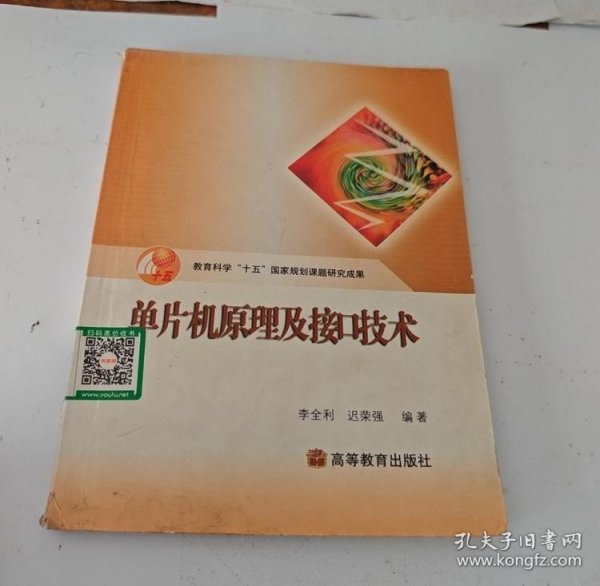 教育科学“十五”国家规划课题研究成果
十五
单片机原理及接口技术
扫码高价收书
www.youlu.net
李全利 迟荣强 编著
高等教育出版社
孔夫子旧书网
www.kongfz.com